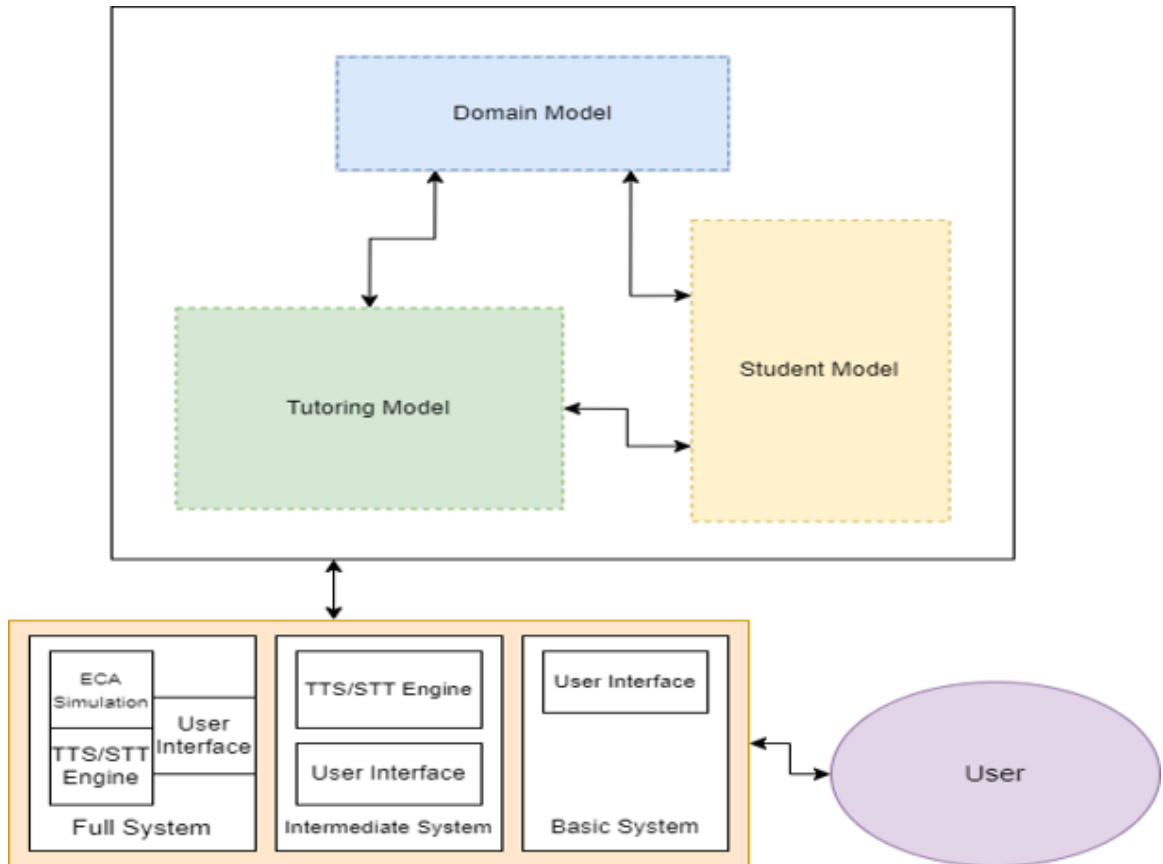 Domain Model
Student Model
Tutoring Model
ECA
Simulation
TTS/STT
Engine
User
Interface
Full System
TTS/STT Engine
User Interface
Intermediate System
User Interface
Basic System
User